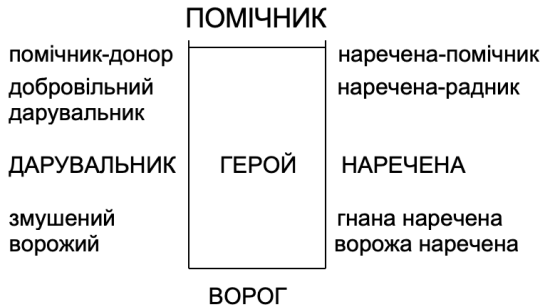 ПОМІЧНИК
помічник-донор
наречена-помічник
добровільний
наречена-радник
дарувальник
ДАРУВАЛЬНИК
ГЕРОЙ
НАРЕЧЕНА
змушений
гнана наречена
ворожий
ворожа наречена
ВОРОГ